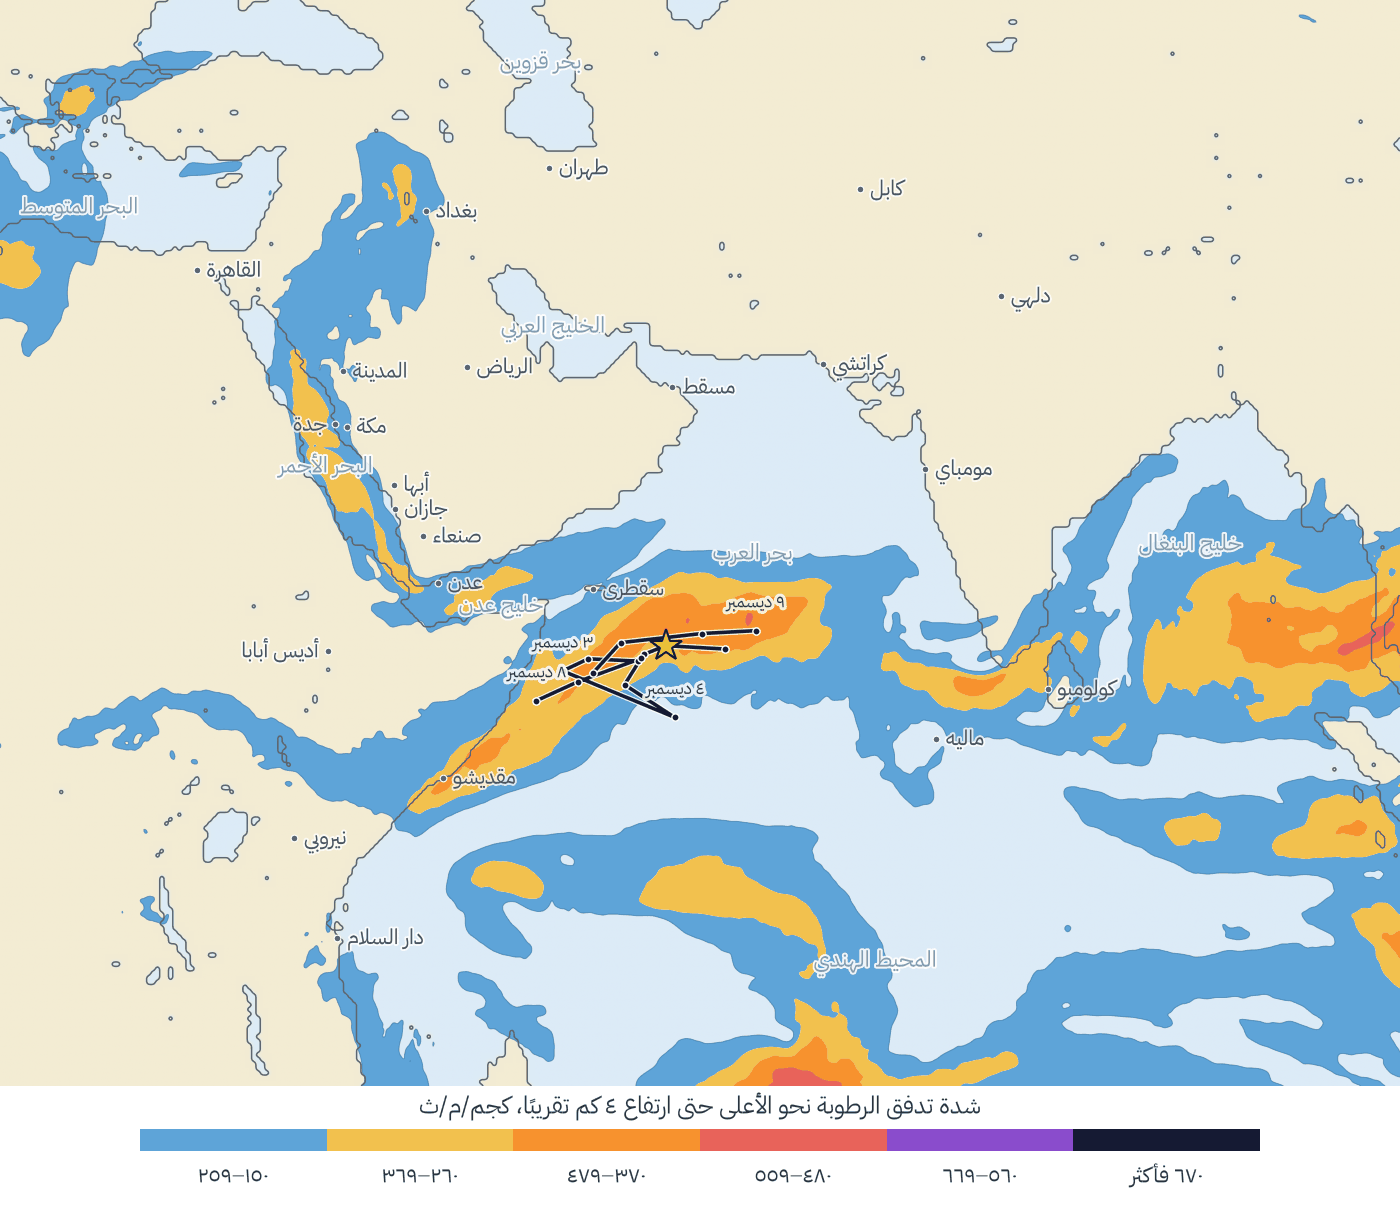 بحر قزوين
طهران
كابل
البحر المتوسط
بغداد
القاهرة
دلهي
الخليج العربي
الرياض
المدينة
كراتشي
مسقط
جدة
مكة
البحر الأحمر
مومباي
أبها
جازان
صنعاء
خليج البنغال
بحر العرب
عدن
سقطرى
خليج عدن
٩ ديسمبر
٣ ديسمبر
أديس أبابا
٨ ديسمبر
٤ ديسمبر
كولومبو
ماليه
مقديشو
نيروبي
دار السلام
المحيط الهندي
شدة تدفق الرطوبة نحو الأعلى حتى ارتفاع ٤ كم تقريبًا، كجم/م/ث
١٥٠–٢٥٩
٢٦٠–٣٦٩
٣٧٠–٤٧٩
٤٨٠–٥٥٩
٥٦٠–٦٦٩
٦٧٠ فأكثر